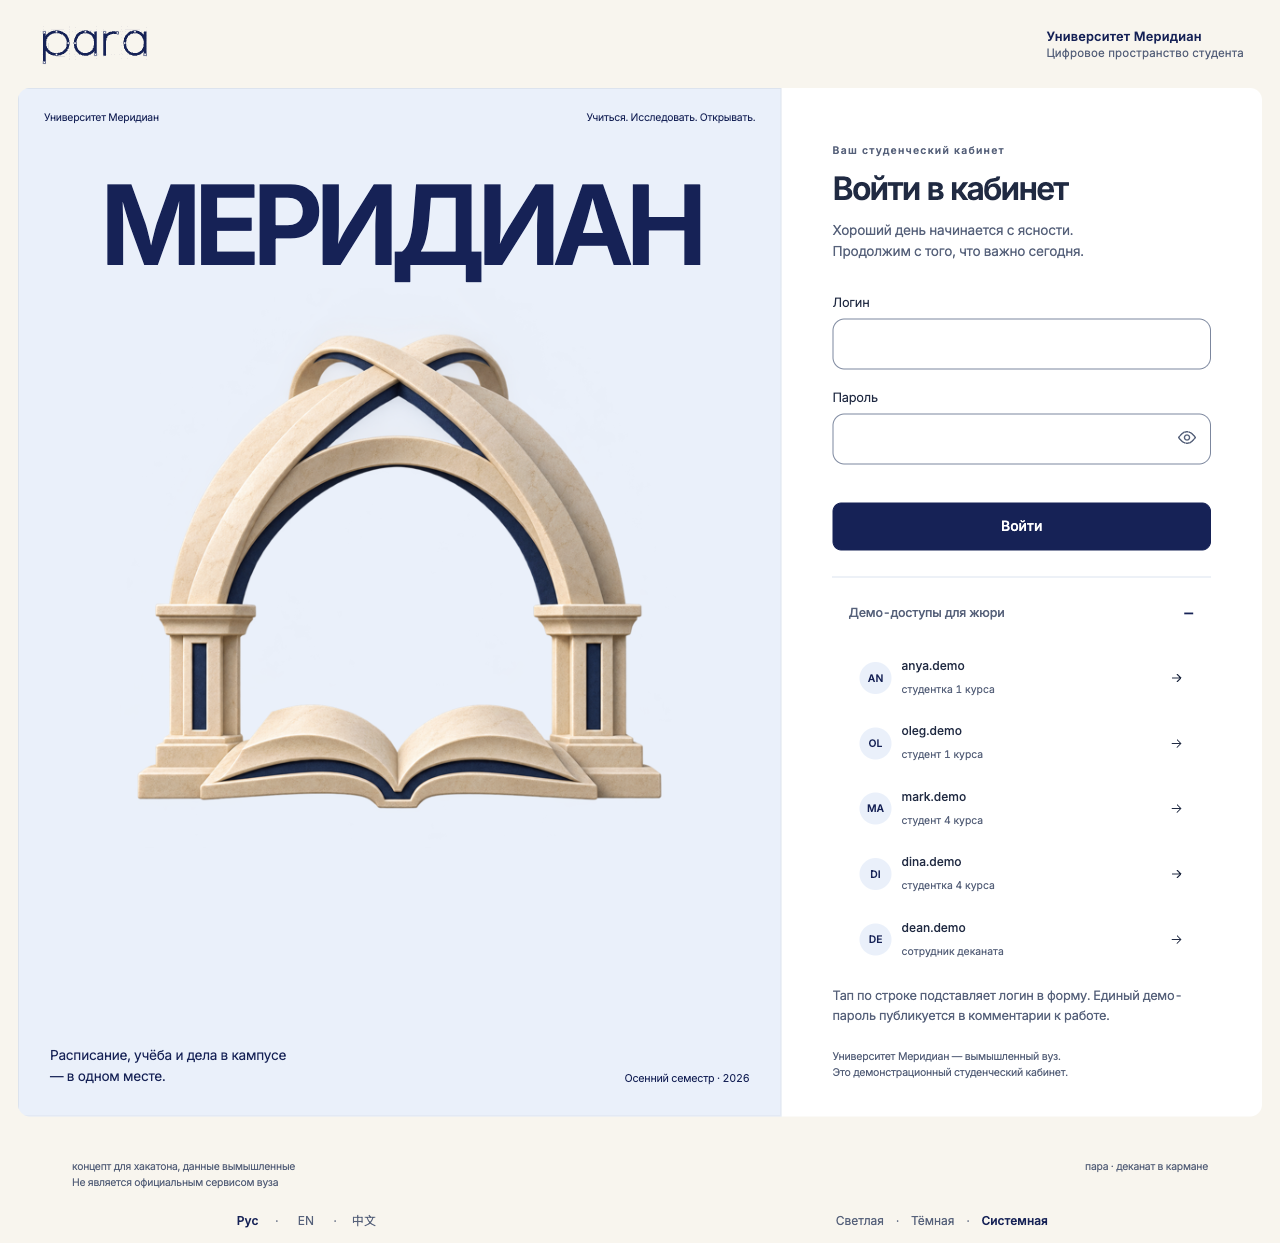 para
Университет Меридиан
Цифровое пространство студента
Университет Меридиан
Учиться. Исследовать. Открывать.
МЕРИДИАН
Расписание, учёба и дела в кампусе
— в одном месте.
Осенний семестр · 2026
Ваш студенческий кабинет
Войти в кабинет
Хороший день начинается с ясности.
Продолжим с того, что важно сегодня.
Логин
Пароль
Войти
Демо-доступы для жюри
AN
anya.demo
студентка 1 курса
OL
oleg.demo
студент 1 курса
MA
mark.demo
студент 4 курса
DI
dina.demo
студентка 4 курса
DE
dean.demo
сотрудник деканата
Тап по строке подставляет логин в форму. Единый демо-
пароль публикуется в комментарии к работе.
Университет Меридиан — вымышленный вуз.
Это демонстрационный студенческий кабинет.
концепт для хакатона, данные вымышленные
Не является официальным сервисом вуза
пара · деканат в кармане
Рус · EN · 中文
Светлая · Тёмная · Системная